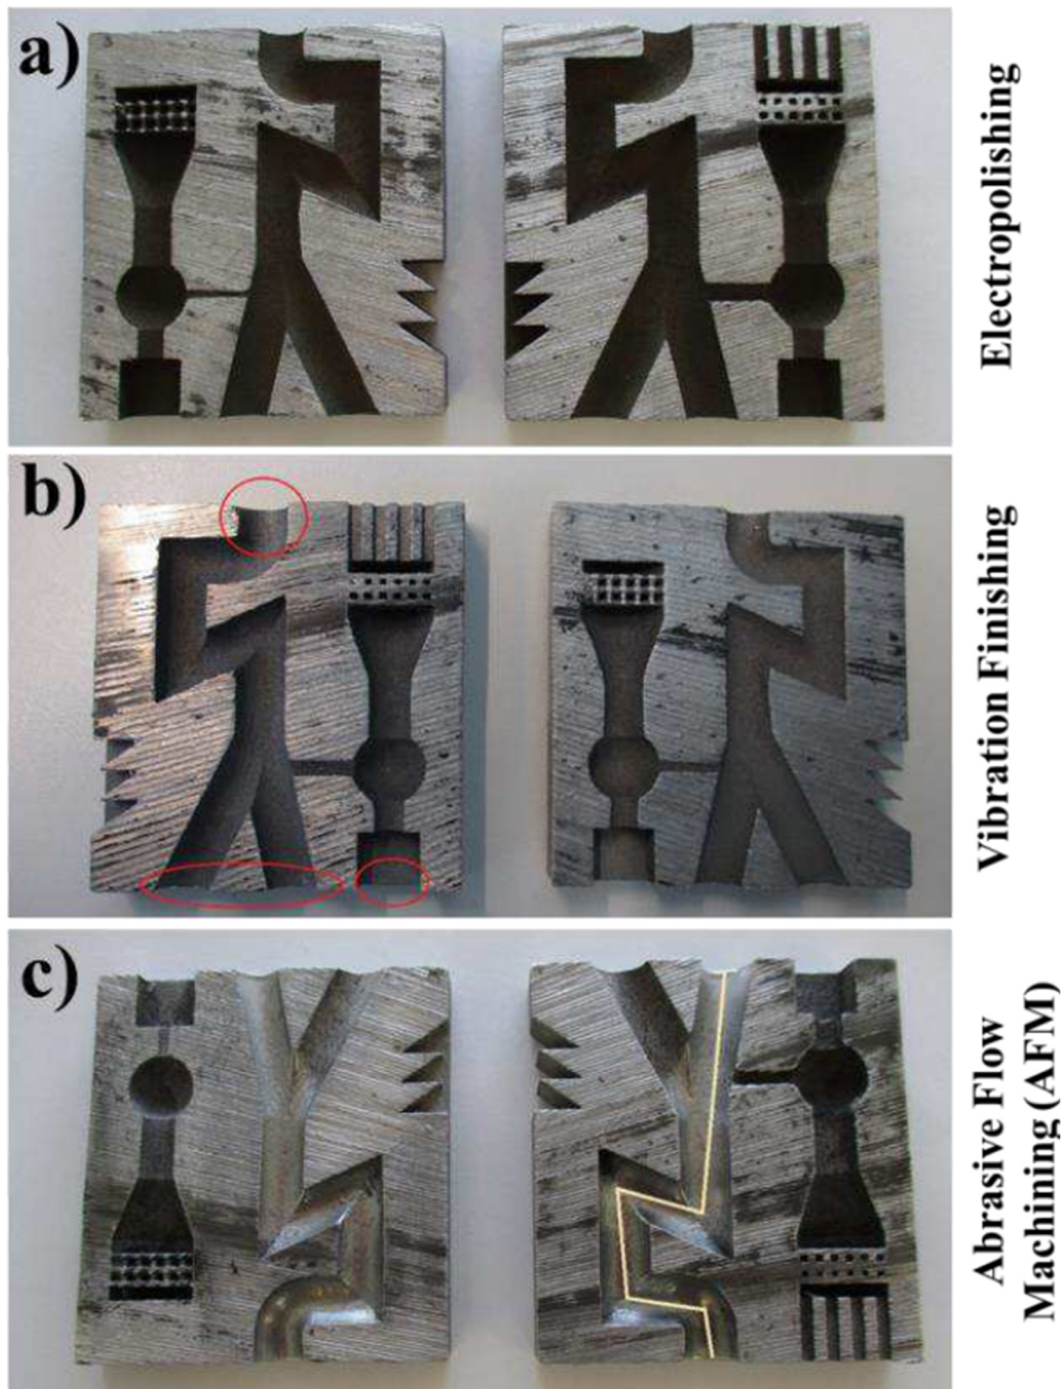 a)
Electropolishing
b)
Vibration Finishing
c)
Abrasive Flow
Machining (AFM)